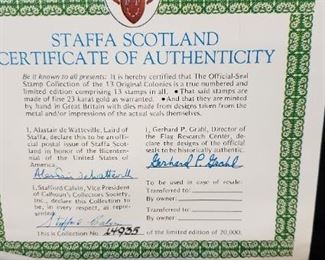 STAFFA SCOTLAND
CERTIFICATE OF AUTHENTICITY
Be it known to all presents: It is hereby certified that The Official-Seal
Stamp Collection of the 13 Original Colonies is a true numbered and
limited edition comprising 13 stamps in all. • That said stamps are
made of fine 23 karat gold as warranted. • And that they are minted
by hand in Great Britain with dies made from designs taken from the
metal and/or impressions of the actual seals themselves.
I, Alastair de Watteville, Laird of
Staffa, declare this to be an offi-
cial postal issue of Staffa Scot-
land in honor of the Bicenten-
nial of the United States of
America.
I, Gerhard P. Grahl, Director of
the Flag Research Center, de-
clare the designs of the official
seals to be historically authentic.
Gerhard P. Grahl
I, Stafford Calvin, Vice President
of Calhoun's Collectors Society,
Inc., declare this Collection to
be, in every respect, as repre-
sented.
Stafford Calvin
To be used in case of resale:
Transferred to
By owner:
Transferred to
By owner:
This is Collection No. 14935 of the limited edition of 20,000.